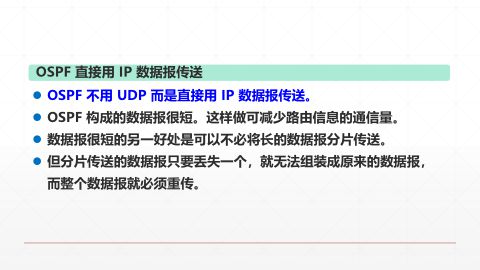 OSPF 直接用 IP 数据报传送
OSPF 不用 UDP 而是直接用 IP 数据报传送。
OSPF 构成的数据报很短。这样做可减少路由信息的通信量。
数据报很短的另一好处是可以不必将长的数据报分片传送。
但分片传送的数据报只要丢失一个，就无法组装成原来的数据报，
而整个数据报就必须重传。